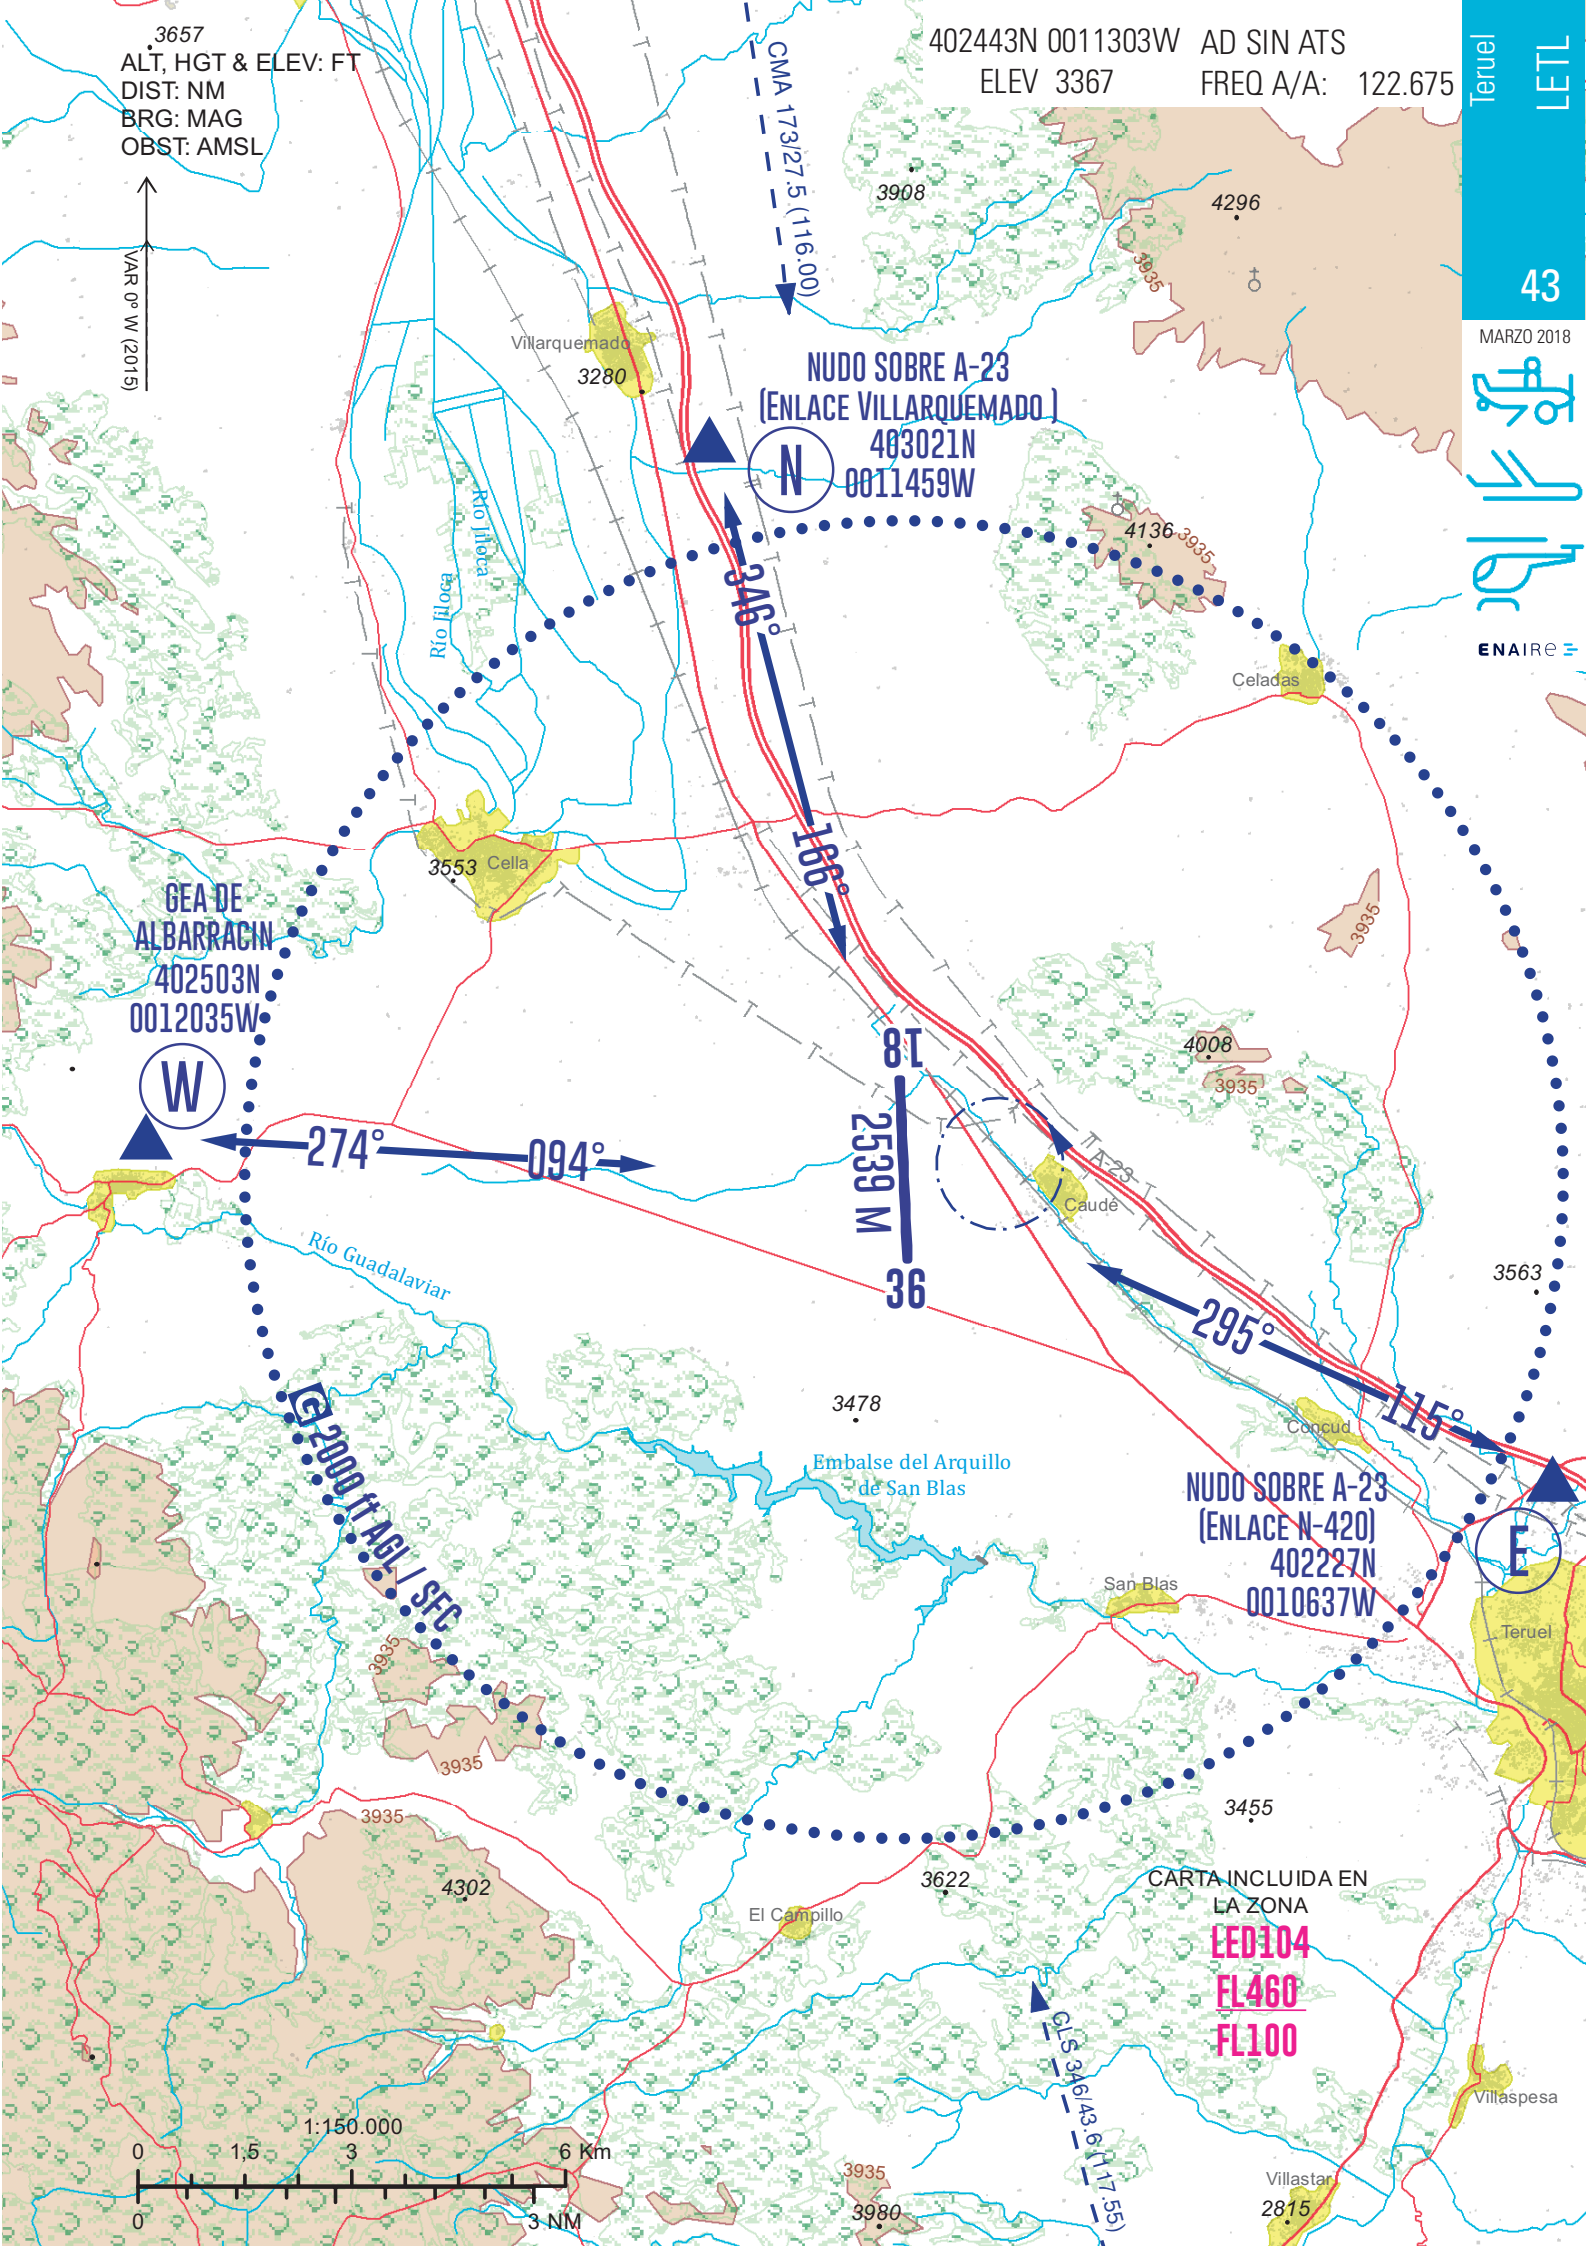 3657
ALT, HGT & ELEV: FT
DIST: NM
BRG: MAG
OBST: AMSL
VAR 0º W (2015)
402443N 0011303W AD SIN ATS
ELEV 3367 FREQ A/A: 122.675
Teruel
LETL
43
MARZO 2018
ENAIRe
CMA 173/27.5 (116.00)
3908
4296
3935
Villarquemado
3280
NUDO SOBRE A-23
(ENLACE VILLARQUEMADO )
403021N
0011459W
N
Río Jiloca
Río Jiloca
4136
3935
346°
Celadas
166°
3553
Cella
3935
GEA DE
ALBARRACIN
402503N
0012035W
W
274°
094°
18
2539 M
36
4008
3935
A-23
Caudé
Río Guadalaviar
3563
295°
115°
3478
Concud
G 2000 ft AGL / SFC
Embalse del Arquillo
de San Blas
NUDO SOBRE A-23
(ENLACE N-420)
402227N
0010637W
E
San Blas
Teruel
3935
3935
3935
3455
4302
3622
El Campillo
CARTA INCLUIDA EN
LA ZONA
LED104
FL460
FL100
CLS 346/43.6 (117.55)
Villaspesa
1:150.000
0 1,5 3 6 Km
0 3 NM
3935
3980
Villastar
2815